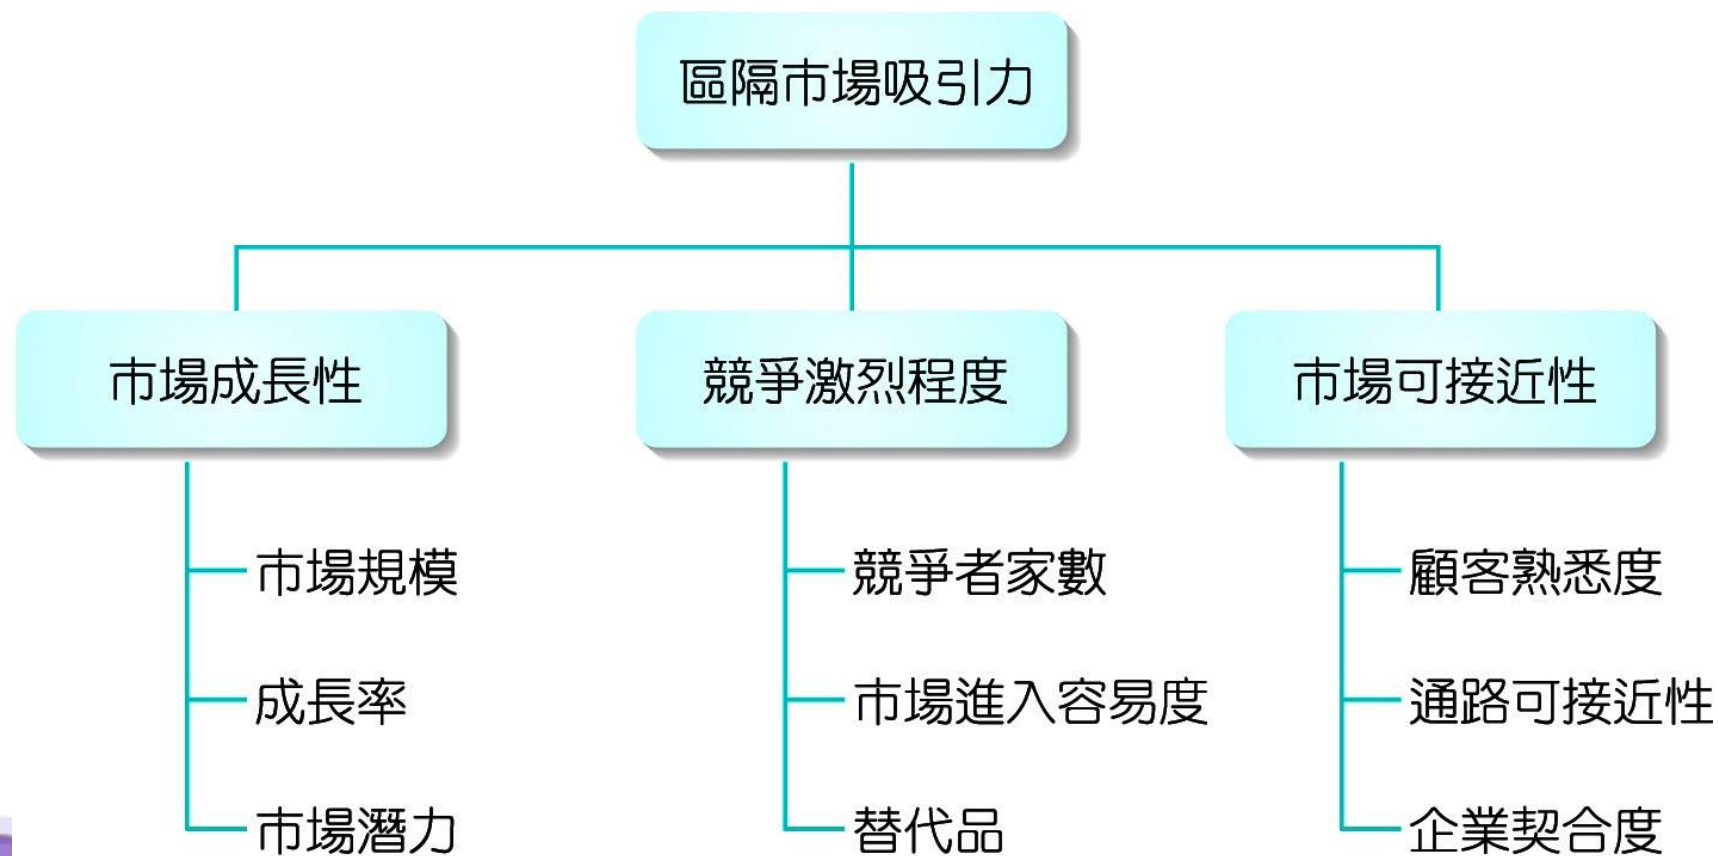 區隔市場吸引力
市場成長性
競爭激烈程度
市場可接近性
市場規模
成長率
市場潛力
競爭者家數
市場進入容易度
替代品
顧客熟悉度
通路可接近性
企業契合度